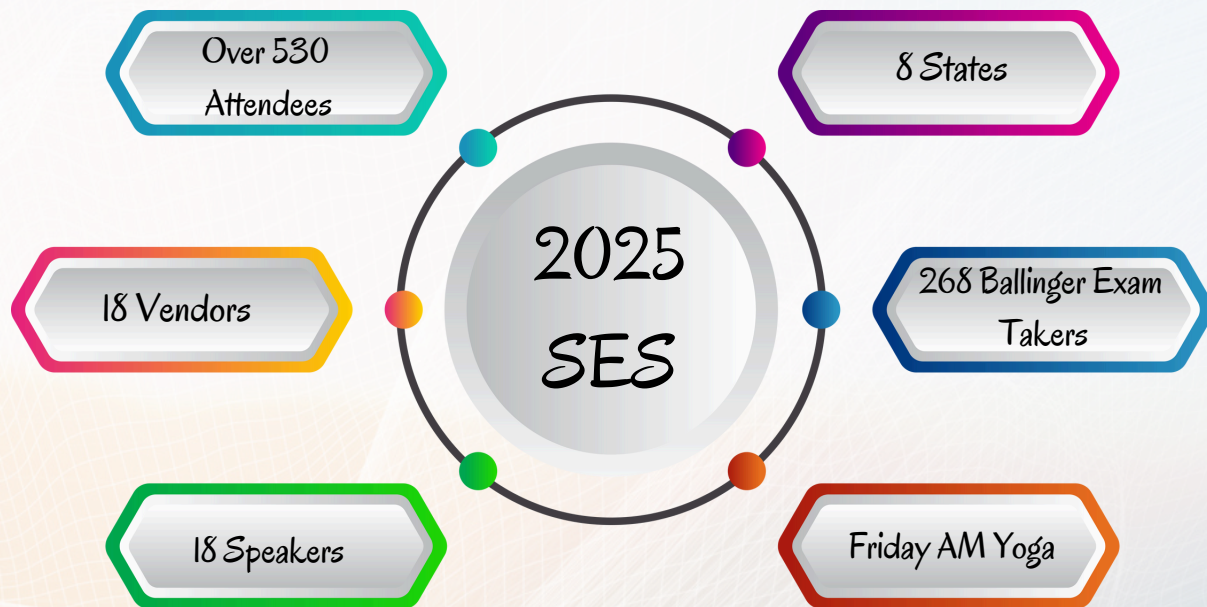 Over 530
Attendees
8 States
2025
SES
18 Vendors
268 Ballinger Exam
Takers
18 Speakers
Friday AM Yoga